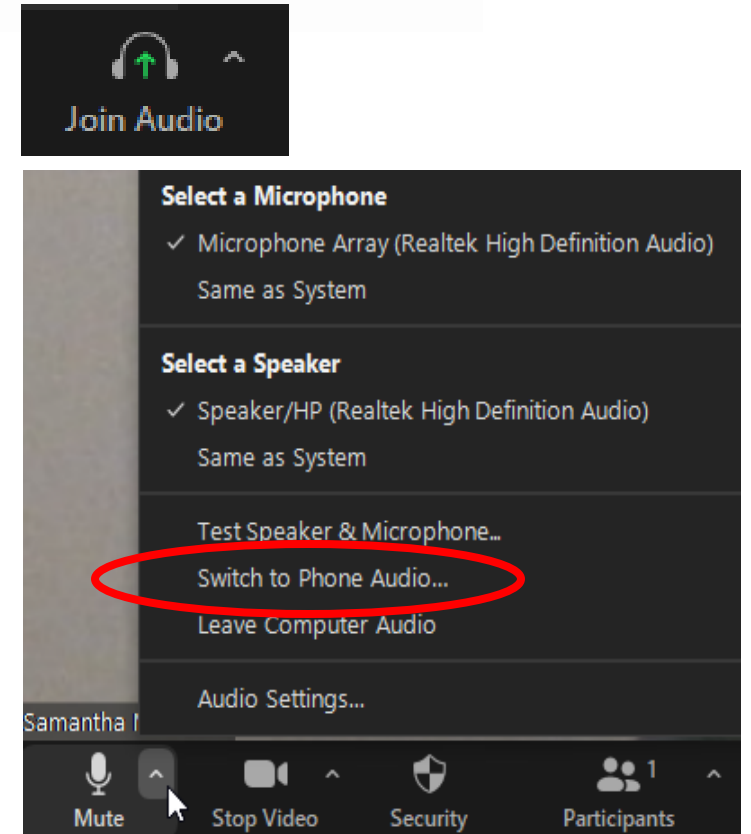 Join Audio
Select a Microphone
✓ Microphone Array (Realtek High Definition Audio)
Same as System
Select a Speaker
✓ Speaker/HP (Realtek High Definition Audio)
Same as System
Test Speaker & Microphone...
Switch to Phone Audio...
Leave Computer Audio
Audio Settings...
Samantha
1
Mute Stop Video Security Participants